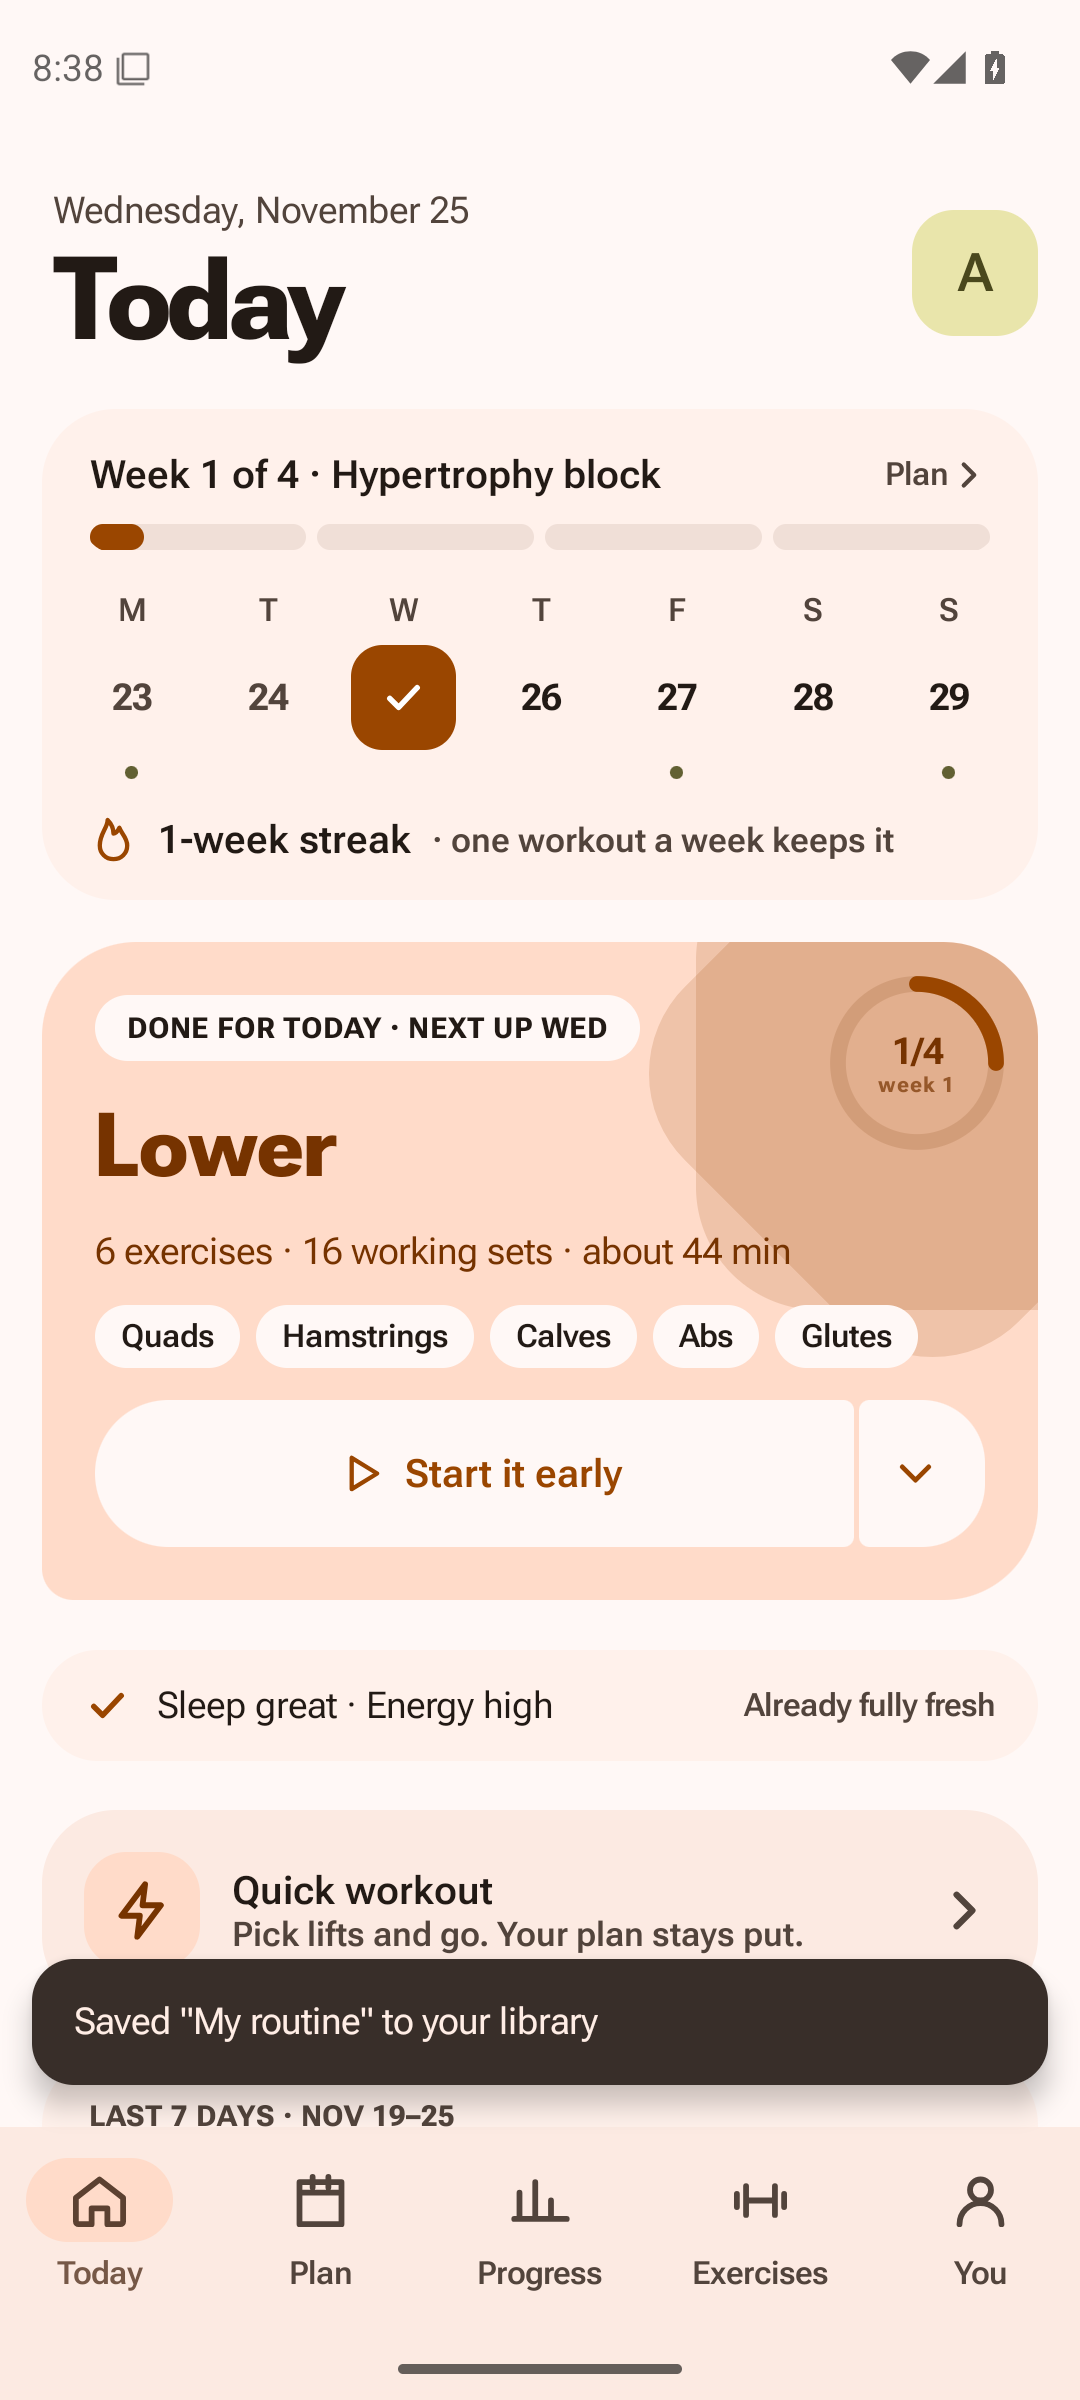 8:38
Wednesday, November 25
Today
A
Week 1 of 4 · Hypertrophy block
Plan
M T W T F S S
23 24 26 27 28 29
1-week streak · one workout a week keeps it
DONE FOR TODAY · NEXT UP WED
1/4
week 1
Lower
6 exercises · 16 working sets · about 44 min
Quads Hamstrings Calves Abs Glutes
Start it early
Sleep great · Energy high
Already fully fresh
Quick workout
Pick lifts and go. Your plan stays put.
Saved "My routine" to your library
LAST 7 DAYS · NOV 19–25
Today Plan Progress Exercises You